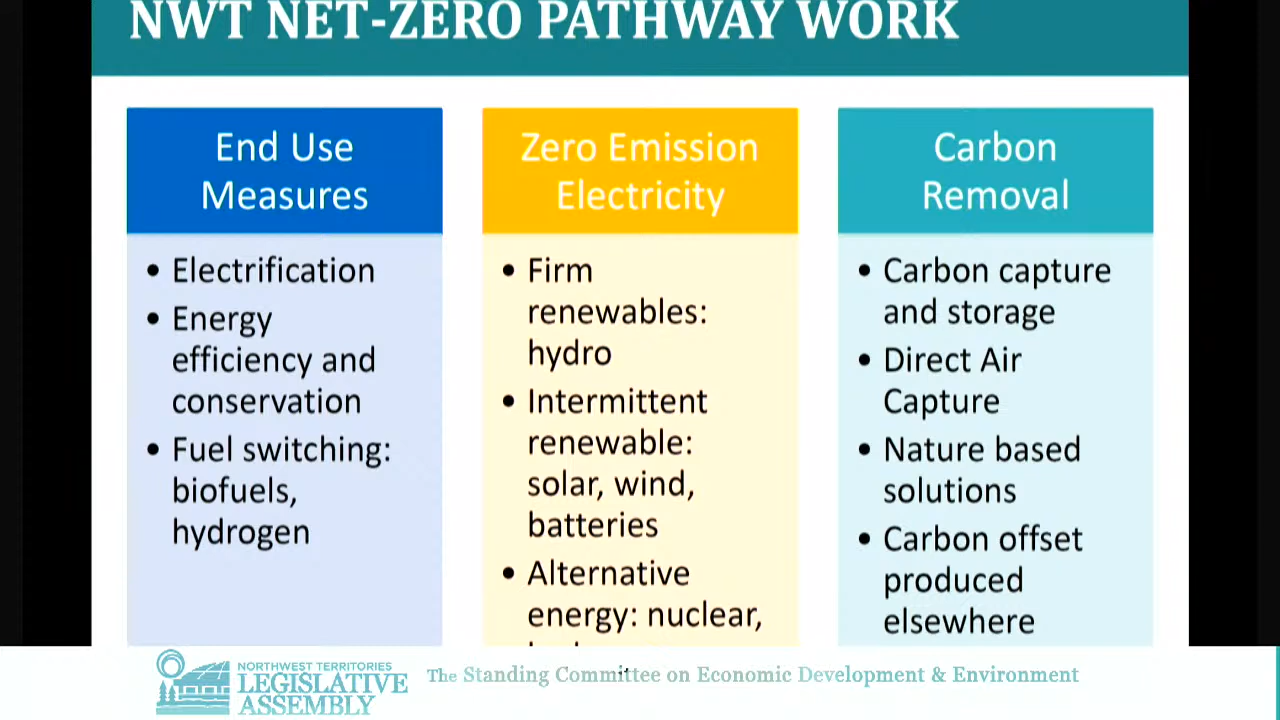 NWT NET-ZERO PATHWAY WORK
End Use
Measures
• Electrification
• Energy
efficiency and
conservation
• Fuel switching:
biofuels,
hydrogen
Zero Emission
Electricity
• Firm
renewables:
hydro
• Intermittent
renewable:
solar, wind,
batteries
• Alternative
energy: nuclear,
Carbon
Removal
• Carbon capture
and storage
• Direct Air
Capture
• Nature based
solutions
• Carbon offset
produced
elsewhere
NORTHWEST TERRITORIES
LEGISLATIVE
ASSEMBLY
The Standing Committee on Economic Development & Environment